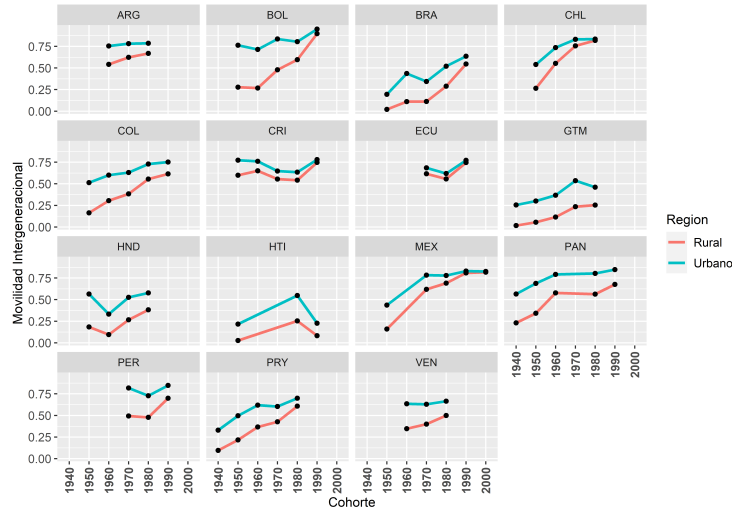 ARG BOL BRA CHL
0.75
0.50
0.25
0.00
COL CRI ECU GTM
0.75
0.50
0.25
0.00
HND HTI MEX PAN
0.75
0.50
0.25
0.00
1940 1950 1960 1970 1980 1990 2000
PER PRY VEN
0.75
0.50
0.25
0.00
1940 1950 1960 1970 1980 1990 2000 1940 1950 1960 1970 1980 1990 2000 1940 1950 1960 1970 1980 1990 2000
Cohorte
Movilidad Intergeneracional
Region
Rural
Urbano